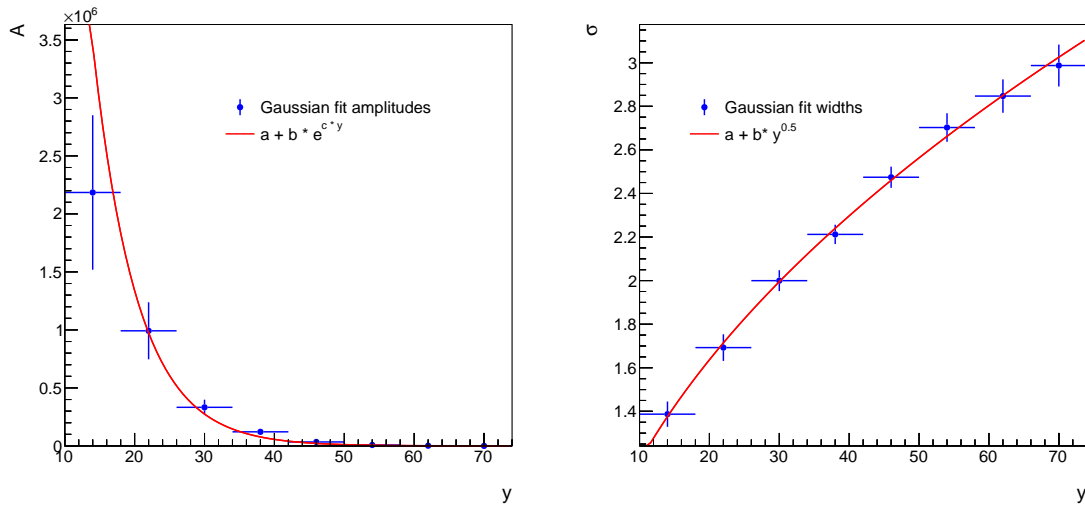 A
×10⁶
3.5
3
2.5
2
1.5
1
0.5
0
10 20 30 40 50 60 70
y
Gaussian fit amplitudes
a + b * e^{c * y}
σ
3
2.8
2.6
2.4
2.2
2
1.8
1.6
1.4
10 20 30 40 50 60 70
y
Gaussian fit widths
a + b* y^{0.5}